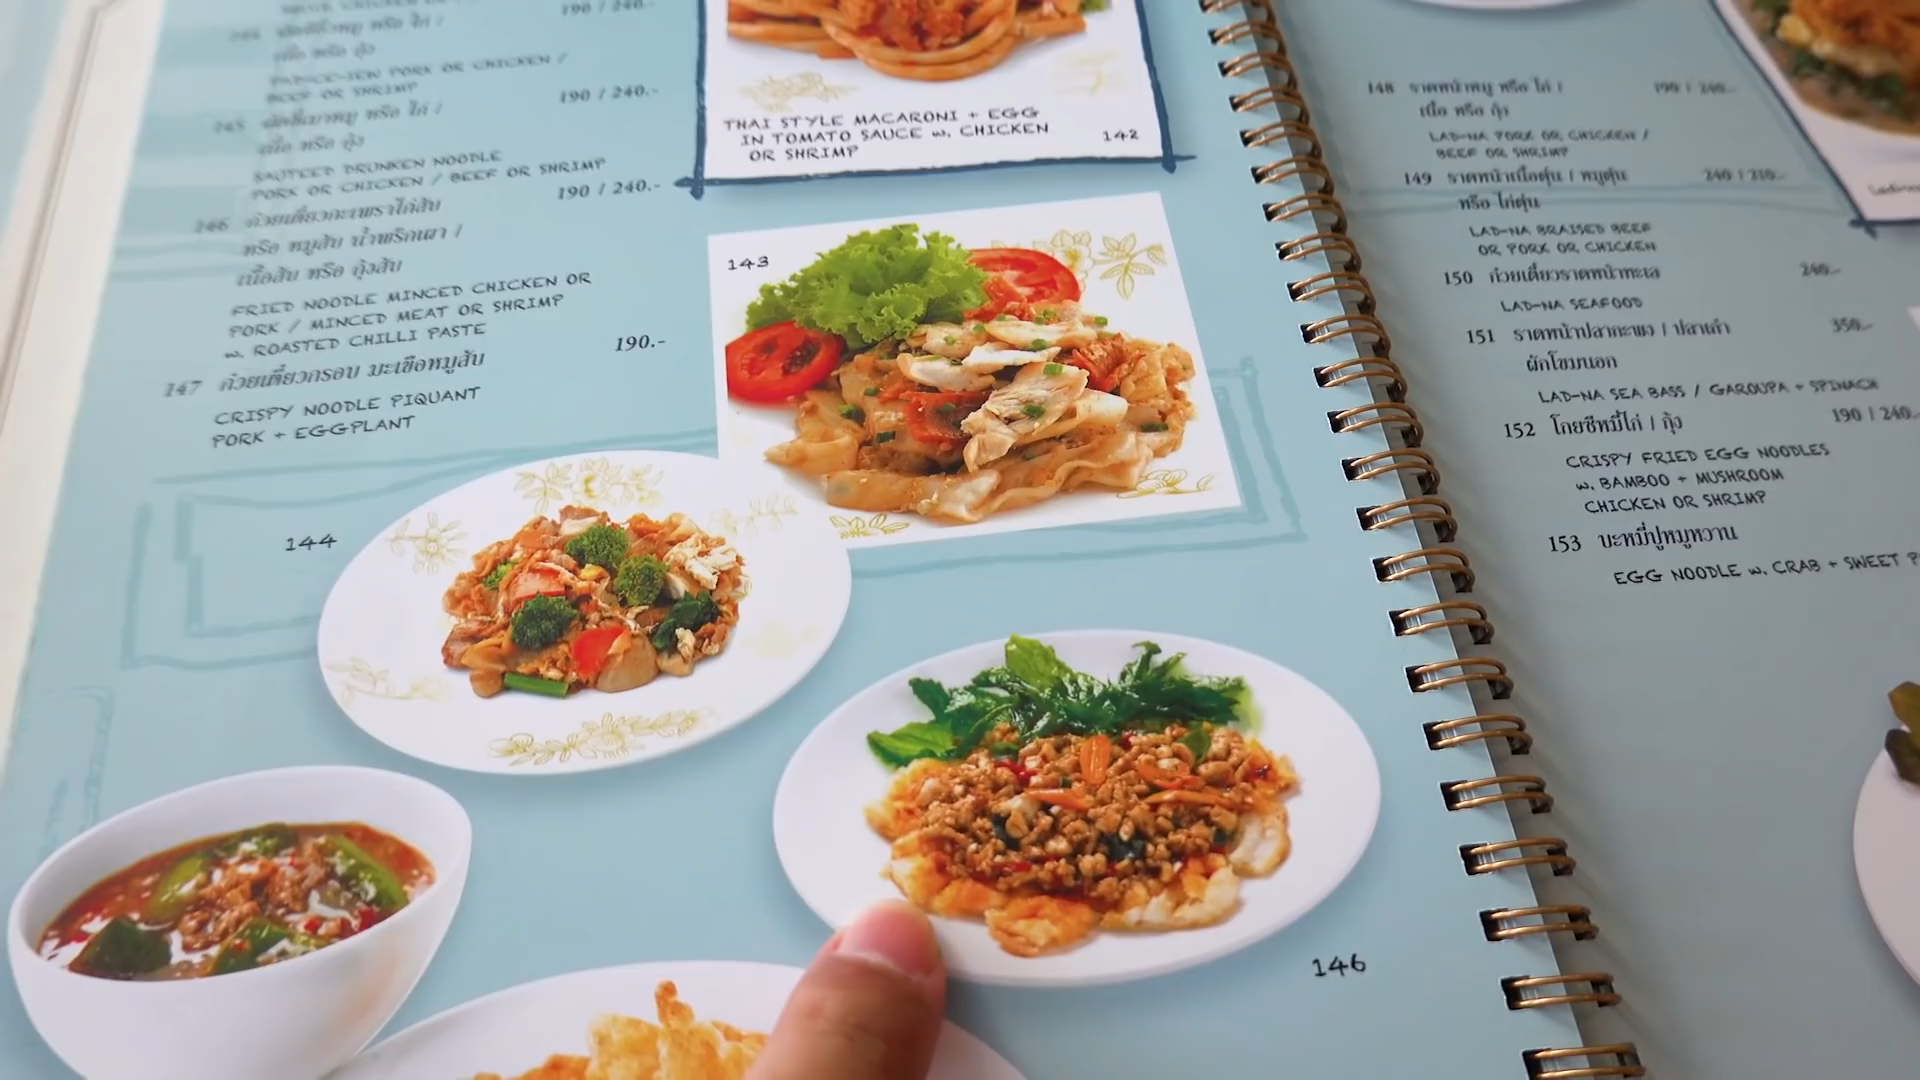 190 / 240.-
เนื้อ หรือ กุ้ง
PAD-CE-IEW PORK OR CHICKEN /
BEEF OR SHRIMP
190 / 240.-
245 ผัดขี้เมาหมู หรือ ไก่ /
เนื้อ หรือ กุ้ง
SAUTEED DRUNKEN NOODLE
PORK OR CHICKEN / BEEF OR SHRIMP
190 / 240.-
246 ก๋วยเตี๋ยวกะเพราไก่สับ
หรือ หมูสับ น้ำพริกเผา /
เนื้อสับ หรือ กุ้งสับ
FRIED NOODLE MINCED CHICKEN OR
PORK / MINCED MEAT OR SHRIMP
w. ROASTED CHILLI PASTE
190.-
147 ก๋วยเตี๋ยวกรอบ มะเขือหมูสับ
CRISPY NOODLE PIQUANT
PORK + EGGPLANT
THAI STYLE MACARONI + EGG
IN TOMATO SAUCE w. CHICKEN
OR SHRIMP
142
143
144
146
148 ราดหน้าหมู หรือ ไก่ /
190 / 240.-
เนื้อ หรือ กุ้ง
LAD-NA PORK OR CHICKEN /
BEEF OR SHRIMP
149 ราดหน้าเนื้อตุ๋น / หมูตุ๋น
240 / 210.-
หรือ ไก่ตุ๋น
LAD-NA BRAISED BEEF
OR PORK OR CHICKEN
150 ก๋วยเตี๋ยวราดหน้าทะเล
240.-
LAD-NA SEAFOOD
151 ราดหน้าปลากะพง / ปลาเก๋า
350.-
ผักโขมนอก
LAD-NA SEA BASS / GAROUPA + SPINACH
152 โกยซีหมี่ไก่ / กุ้ง
190 / 240.-
CRISPY FRIED EGG NOODLES
w. BAMBOO + MUSHROOM
CHICKEN OR SHRIMP
153 บะหมี่ปูหมูหวาน
EGG NOODLE w. CRAB + SWEET